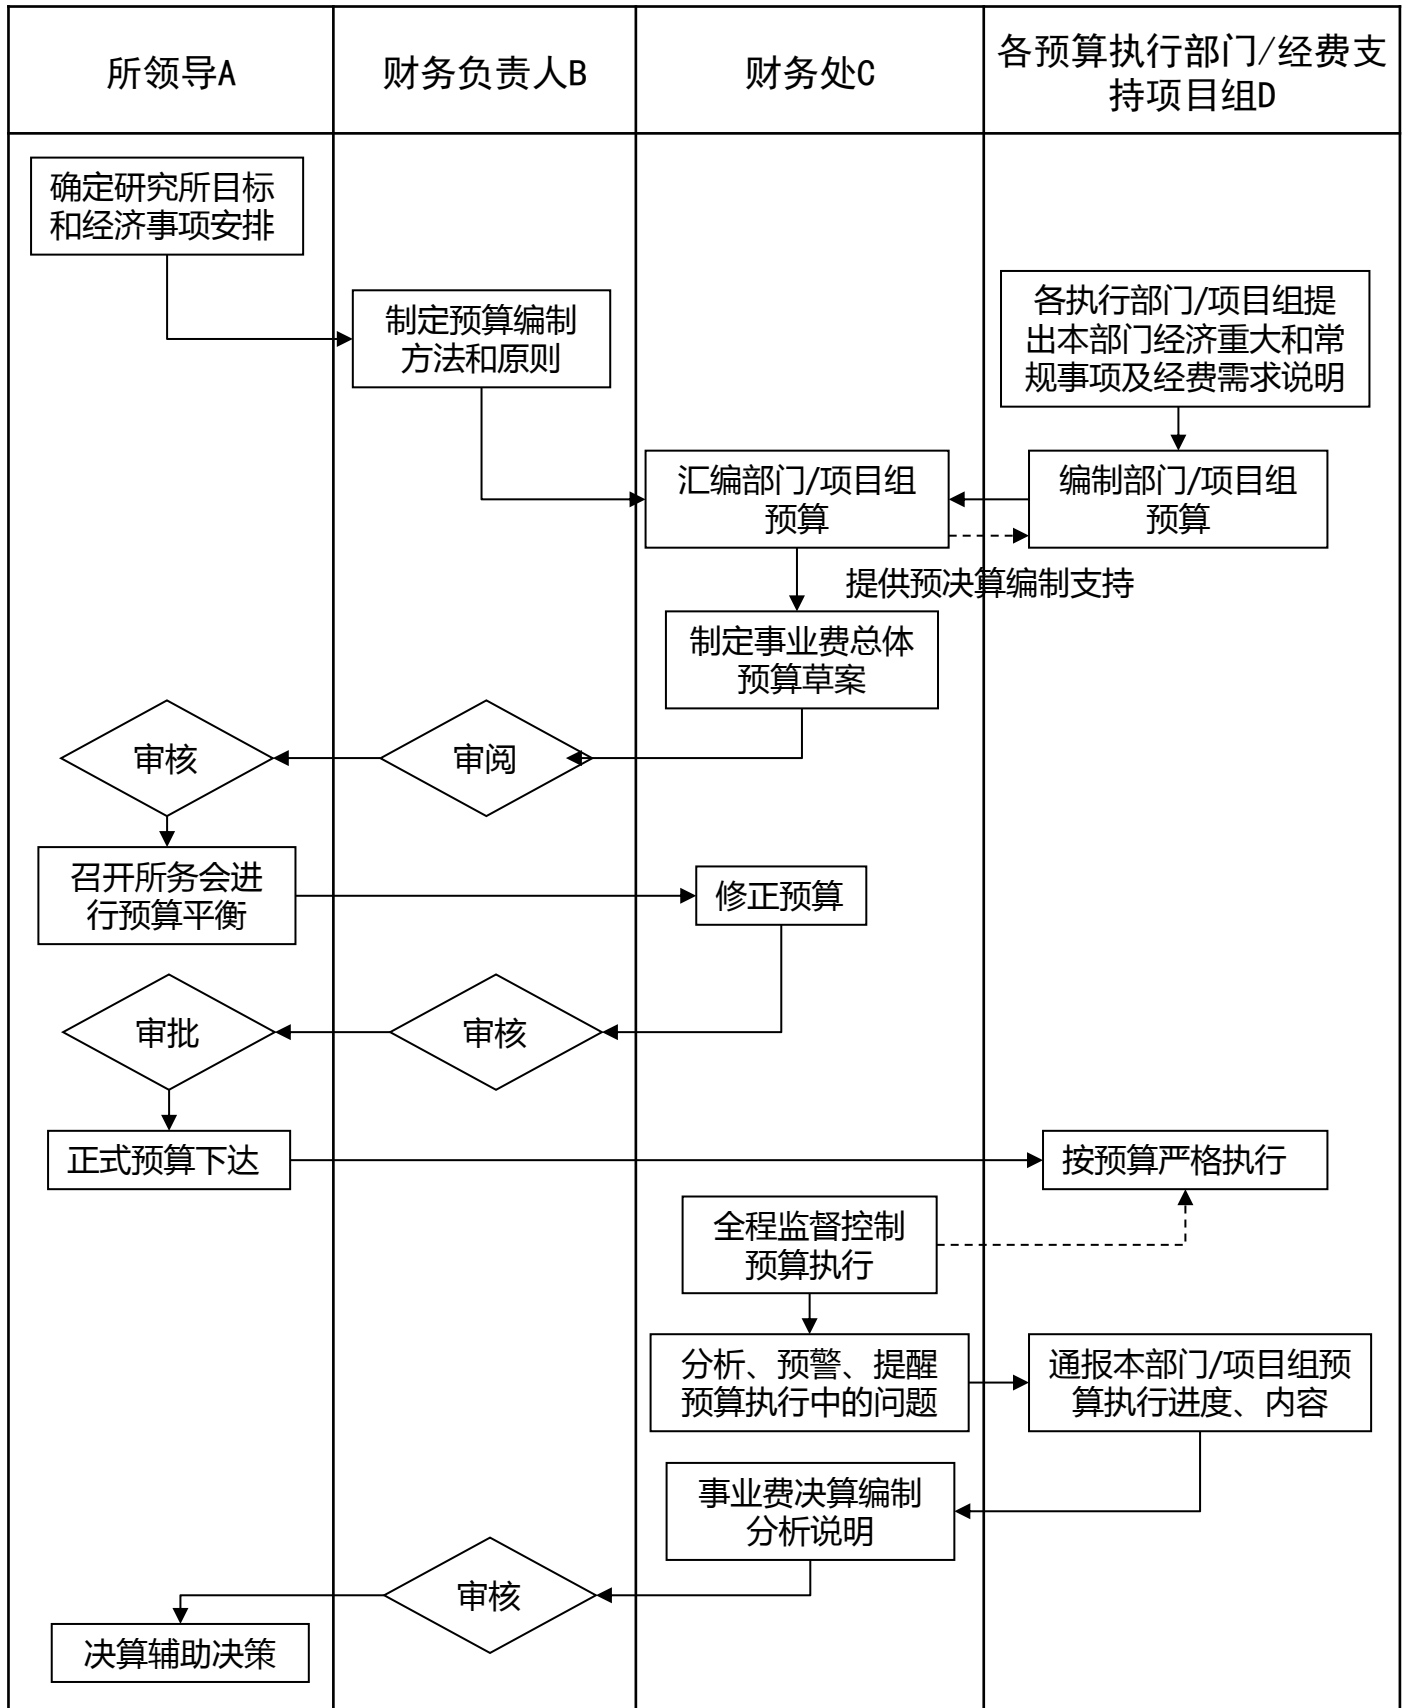 所领导A
财务负责人B
财务处C
各预算执行部门/经费支
持项目组D
确定研究所目标
和经济事项安排
制定预算编制
方法和原则
各执行部门/项目组提
出本部门经济重大和常
规事项及经费需求说明
汇编部门/项目组
预算
编制部门/项目组
预算
提供预决算编制支持
制定事业费总体
预算草案
审核
审阅
召开所务会进
行预算平衡
修正预算
审批
审核
正式预算下达
按预算严格执行
全程监督控制
预算执行
分析、预警、提醒
预算执行中的问题
通报本部门/项目组预
算执行进度、内容
事业费决算编制
分析说明
审核
决算辅助决策